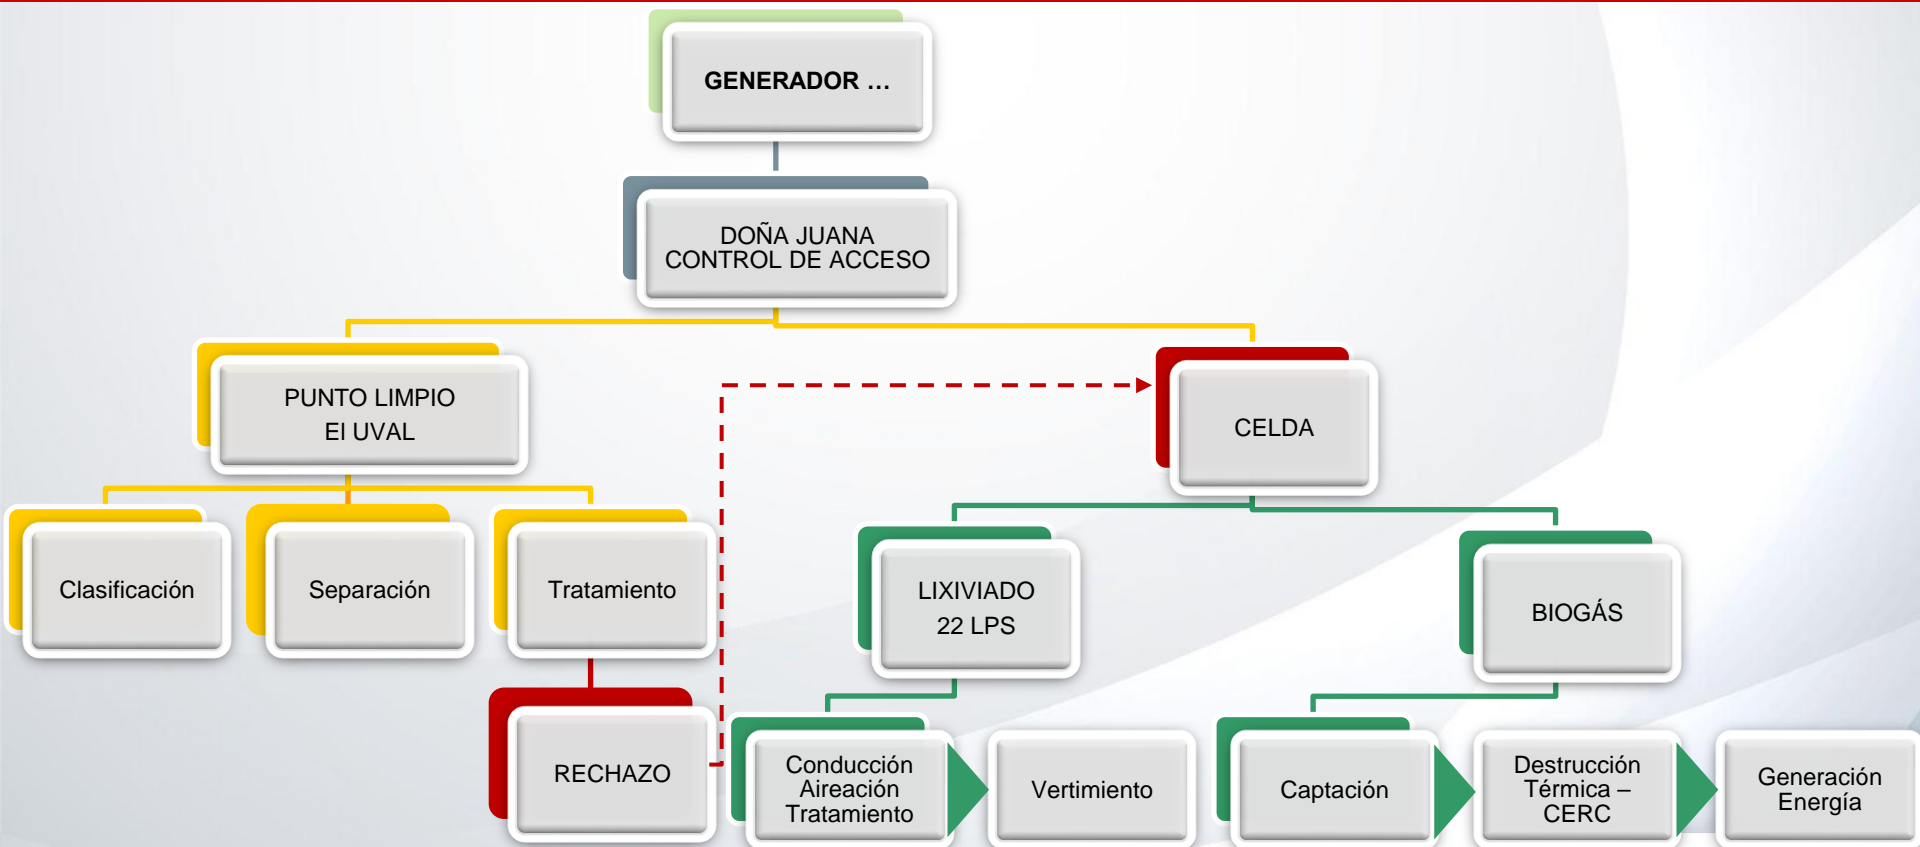 GENERADOR ...
DOÑA JUANA
CONTROL DE ACCESO
PUNTO LIMPIO
El UVAL
CELDA
Clasificación
Separación
Tratamiento
LIXIVIADO
22 LPS
BIOGÁS
RECHAZO
Conducción
Aireación
Tratamiento
Vertimiento
Captación
Destrucción
Térmica –
CERC
Generación
Energía